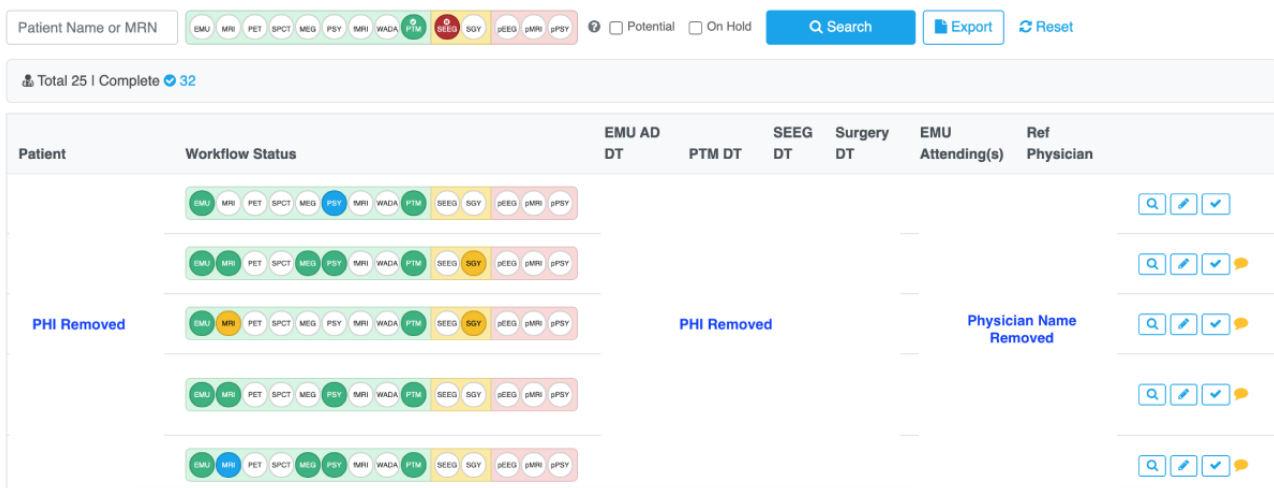 Patient Name or MRN EMU MRI PET SPCT MEG PSY fMRI WADA PTM SEEG SGY pEEG pMRI pPSY ? Potential On Hold Search Export Reset
Total 25 | Complete 32
Patient Workflow Status EMU AD DT PTM DT SEEG DT Surgery DT EMU Attending(s) Ref Physician
EMU MRI PET SPCT MEG PSY fMRI WADA PTM SEEG SGY pEEG pMRI pPSY
EMU MRI PET SPCT MEG PSY fMRI WADA PTM SEEG SGY pEEG pMRI pPSY
PHI Removed EMU MRI PET SPCT MEG PSY fMRI WADA PTM SEEG SGY pEEG pMRI pPSY PHI Removed Physician Name Removed
EMU MRI PET SPCT MEG PSY fMRI WADA PTM SEEG SGY pEEG pMRI pPSY
EMU MRI PET SPCT MEG PSY fMRI WADA PTM SEEG SGY pEEG pMRI pPSY